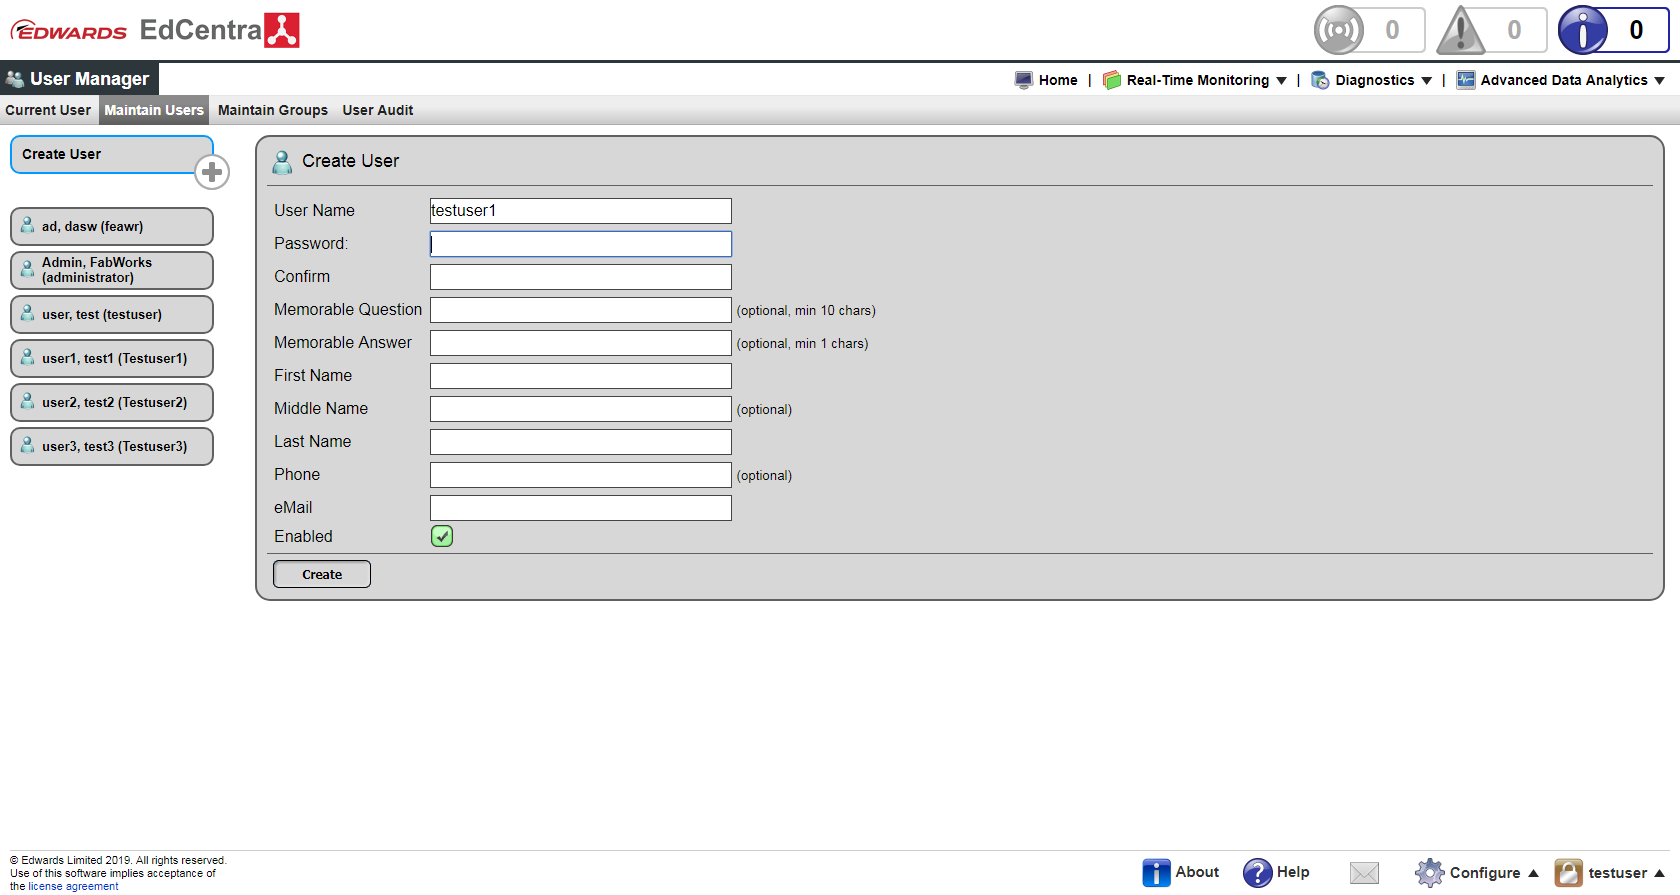 EDWARDS EdCentra 0 0 0
User Manager Home | Real-Time Monitoring ▼ | Diagnostics ▼ | Advanced Data Analytics ▼
Current User Maintain Users Maintain Groups User Audit
Create User
ad, dasw (feawr)
Admin, FabWorks
(administrator)
user, test (testuser)
user1, test1 (Testuser1)
user2, test2 (Testuser2)
user3, test3 (Testuser3)
Create User
User Name testuser1
Password:
Confirm
Memorable Question (optional, min 10 chars)
Memorable Answer (optional, min 1 chars)
First Name
Middle Name (optional)
Last Name
Phone (optional)
eMail
Enabled
Create
© Edwards Limited 2019. All rights reserved.
Use of this software implies acceptance of
the license agreement
About Help Configure ▲ testuser ▲